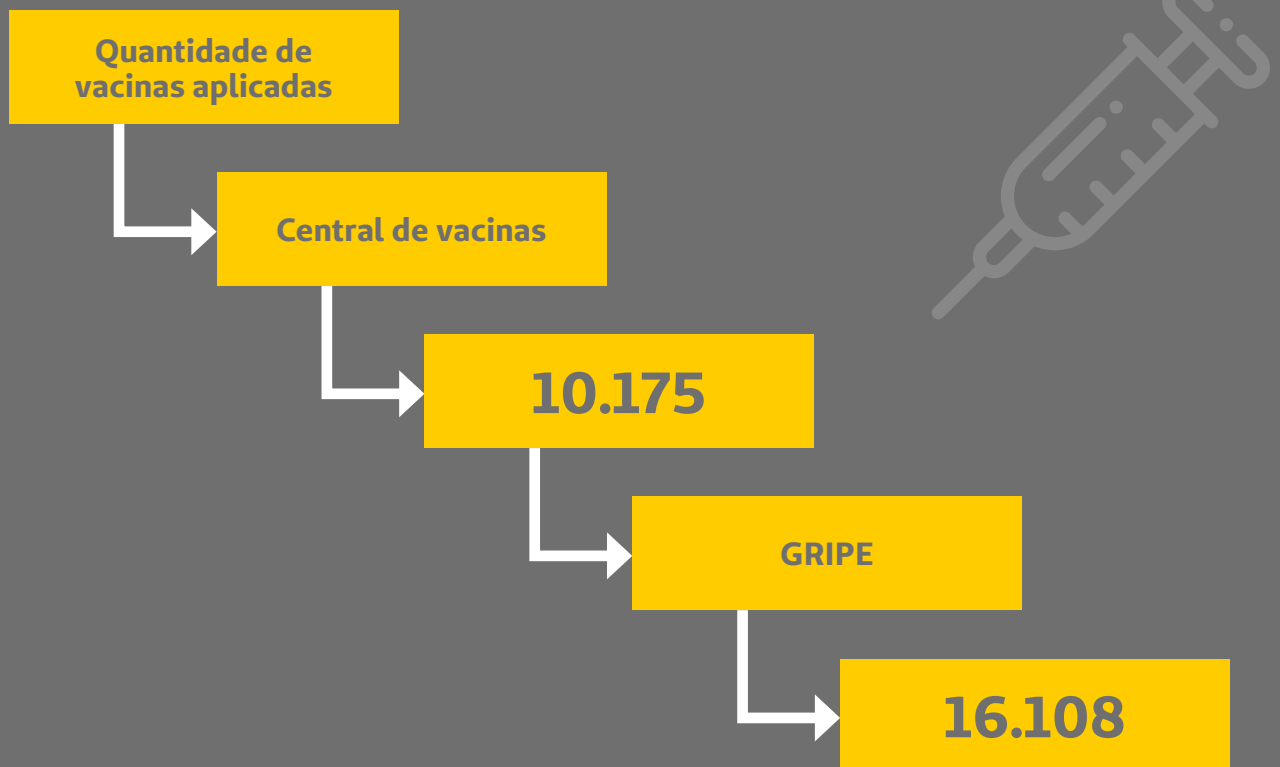 Quantidade de
vacinas aplicadas
Central de vacinas
10.175
GRIPE
16.108